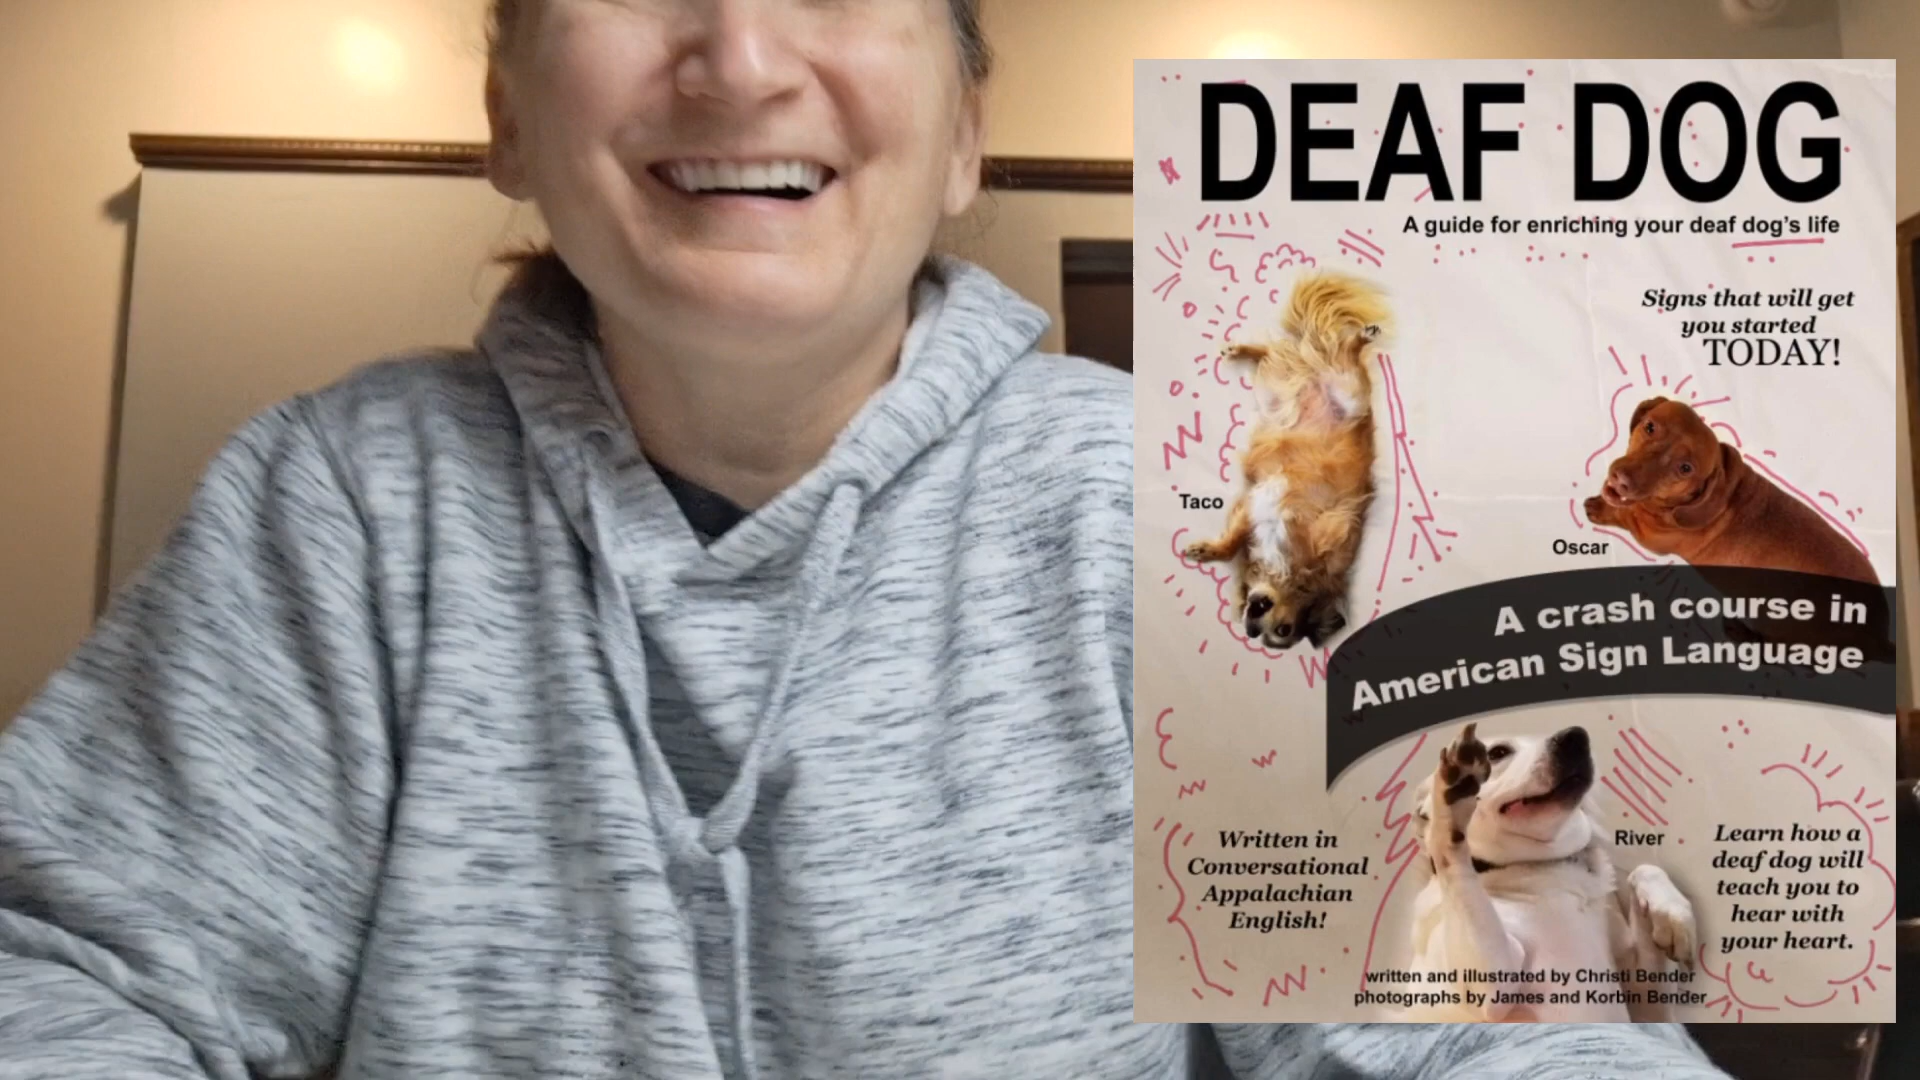 DEAF DOG
A guide for enriching your deaf dog's life
Signs that will get
you started
TODAY!
Taco
Oscar
A crash course in
American Sign Language
Written in
Conversational
Appalachian
English!
River
Learn how a
deaf dog will
teach you to
hear with
your heart.
written and illustrated by Christi Bender
photographs by James and Korbin Bender